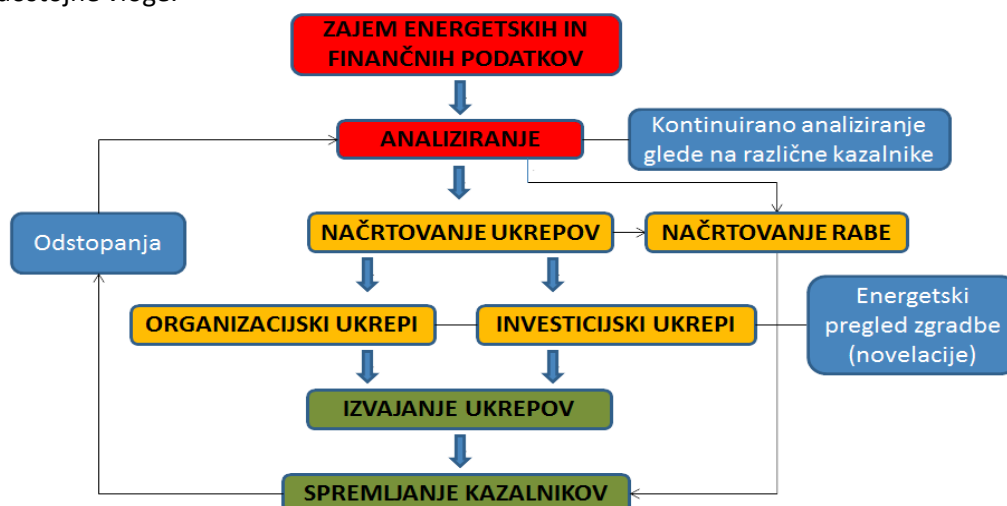 ZAJEM ENERGETSKIH IN
FINANČNIH PODATKOV
ANALIZIRANJE
Kontinuirano analiziranje
glede na različne kazalnike
Odstopanja
NAČRTOVANJE UKREPOV
NAČRTOVANJE RABE
ORGANIZACIJSKI UKREPI
INVESTICIJSKI UKREPI
Energetski
pregled zgradbe
(novelacije)
IZVAJANJE UKREPOV
SPREMLJANJE KAZALNIKOV